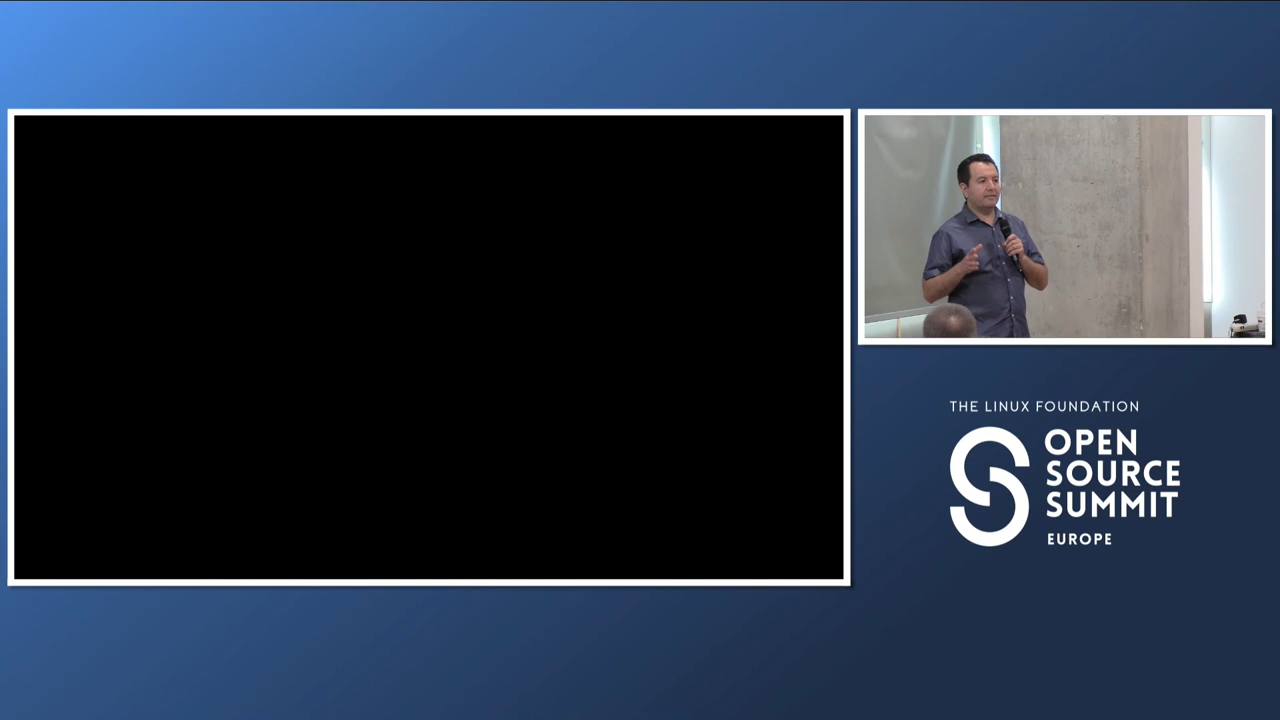 THE LINUX FOUNDATION
OPEN
SOURCE
SUMMIT
EUROPE